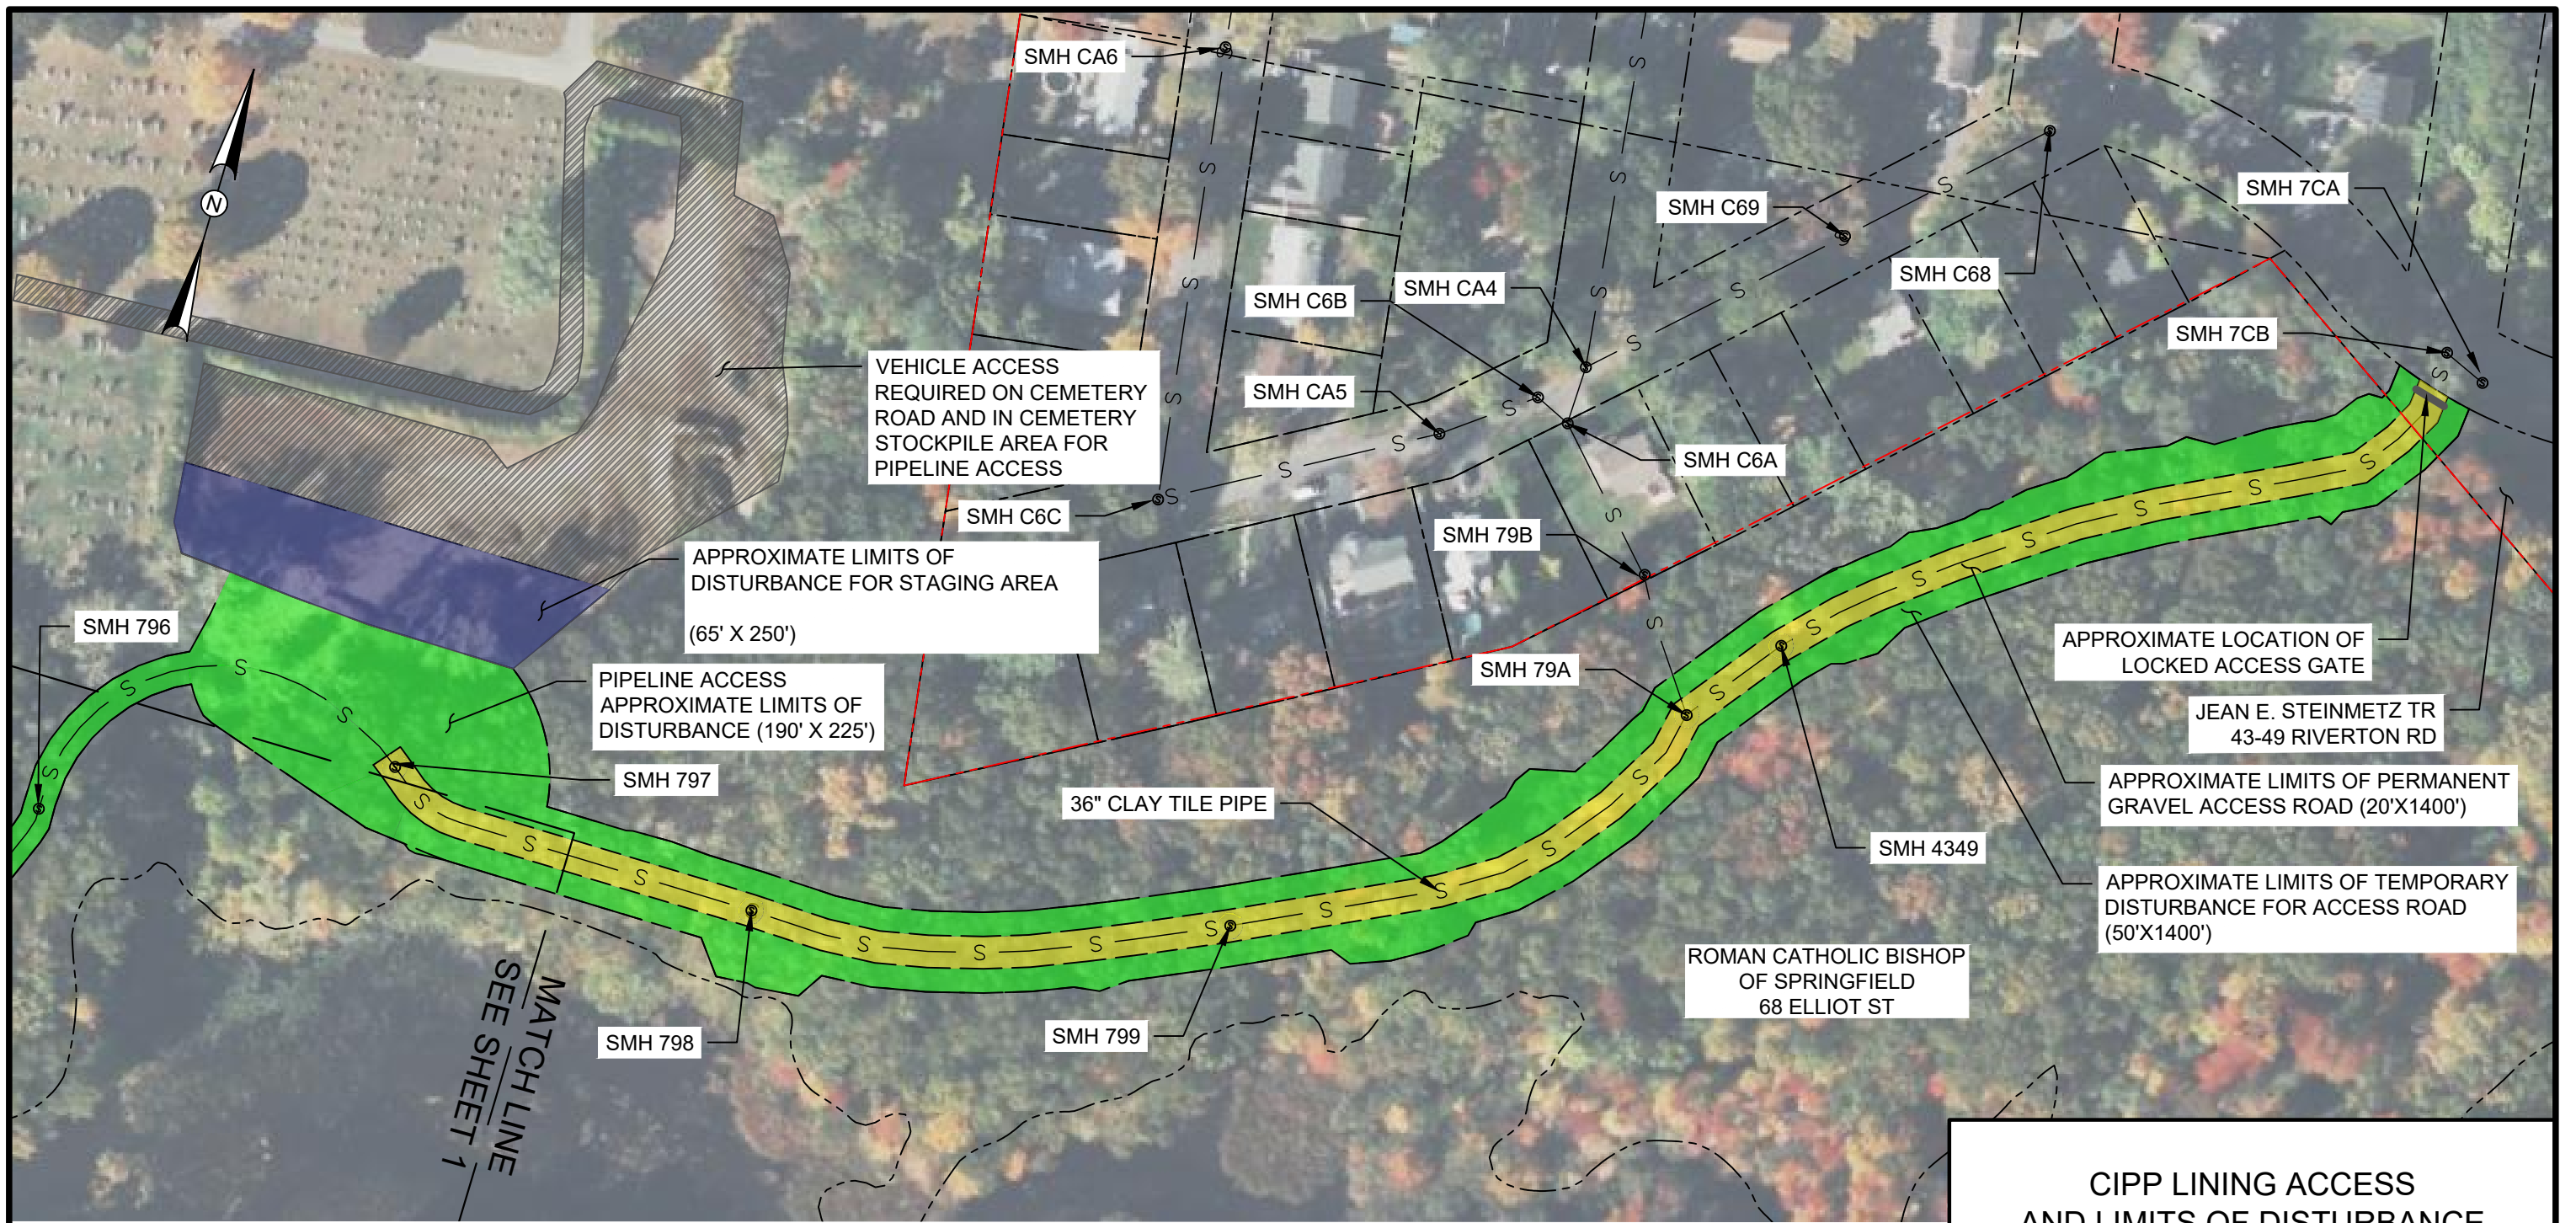 SMH CA6
N
SMH 7CA
SMH C69
SMH C68
SMH C6B
SMH CA4
SMH 7CB
VEHICLE ACCESS
REQUIRED ON CEMETERY
ROAD AND IN CEMETERY
STOCKPILE AREA FOR
PIPELINE ACCESS
SMH CA5
SMH C6A
SMH C6C
SMH 79B
APPROXIMATE LIMITS OF
DISTURBANCE FOR STAGING AREA
(65' X 250')
SMH 796
APPROXIMATE LOCATION OF
LOCKED ACCESS GATE
PIPELINE ACCESS
APPROXIMATE LIMITS OF
DISTURBANCE (190' X 225')
SMH 79A
JEAN E. STEINMETZ TR
43-49 RIVERTON RD
SMH 797
36" CLAY TILE PIPE
APPROXIMATE LIMITS OF PERMANENT
GRAVEL ACCESS ROAD (20'X1400')
SMH 4349
APPROXIMATE LIMITS OF TEMPORARY
DISTURBANCE FOR ACCESS ROAD
(50'X1400')
ROMAN CATHOLIC BISHOP
OF SPRINGFIELD
68 ELLIOT ST
MATCH LINE
SEE SHEET 1
SMH 798
SMH 799
CIPP LINING ACCESS
AND LIMITS OF DISTURBANCE